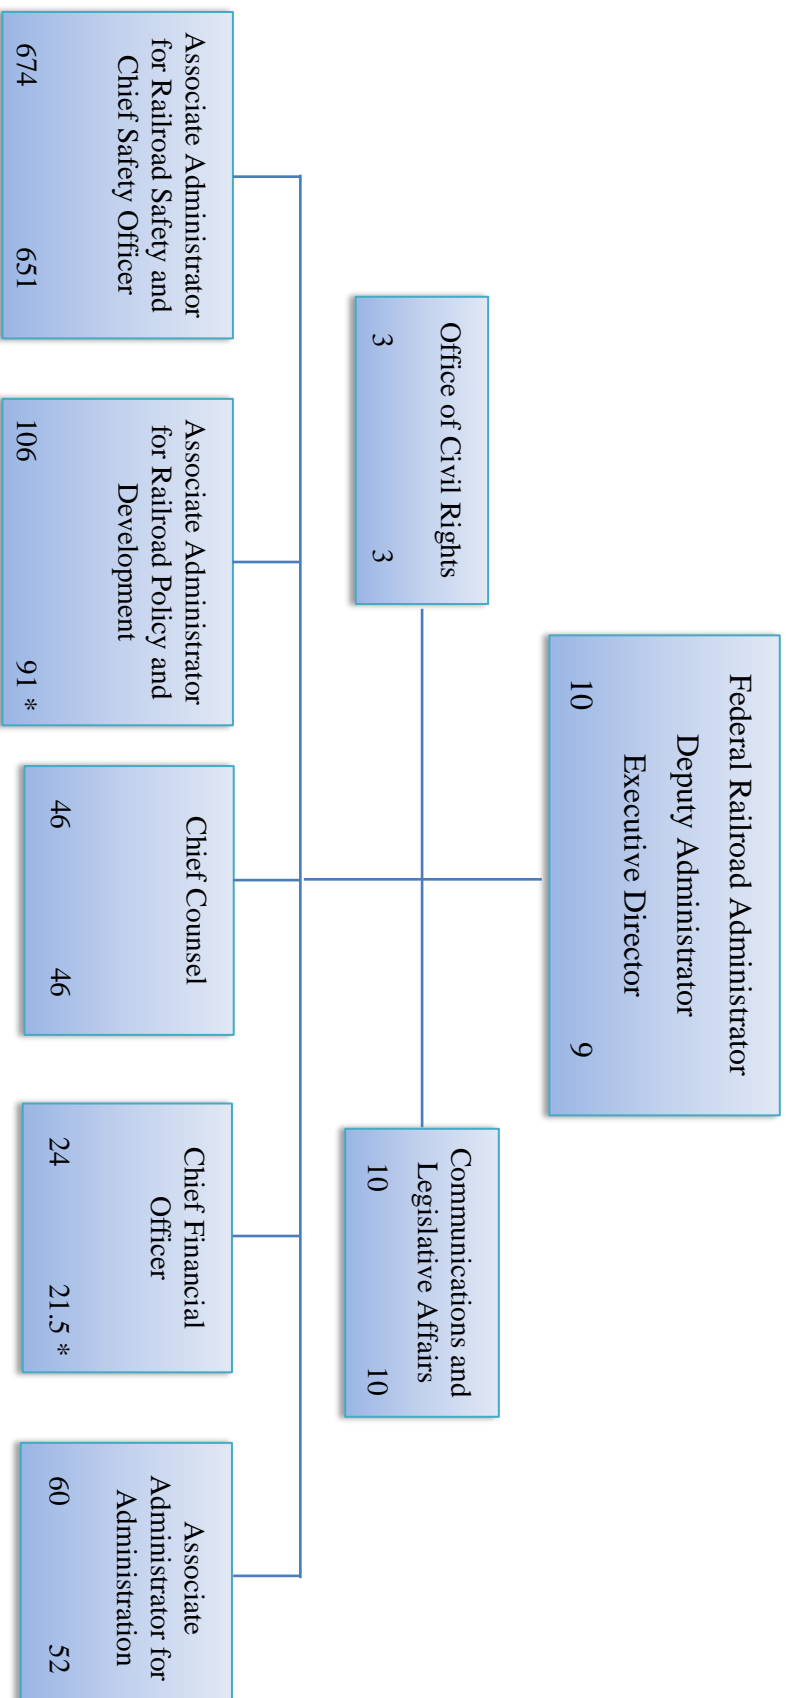 Federal Railroad Administrator
Deputy Administrator
Executive Director
10 9
Office of Civil Rights
3 3
Communications and
Legislative Affairs
10 10
Associate Administrator
for Railroad Safety and
Chief Safety Officer
674 651
Associate Administrator
for Railroad Policy and
Development
106 91 *
Chief Counsel
46 46
Chief Financial
Officer
24 21.5 *
Associate
Administrator for
Administration
60 52